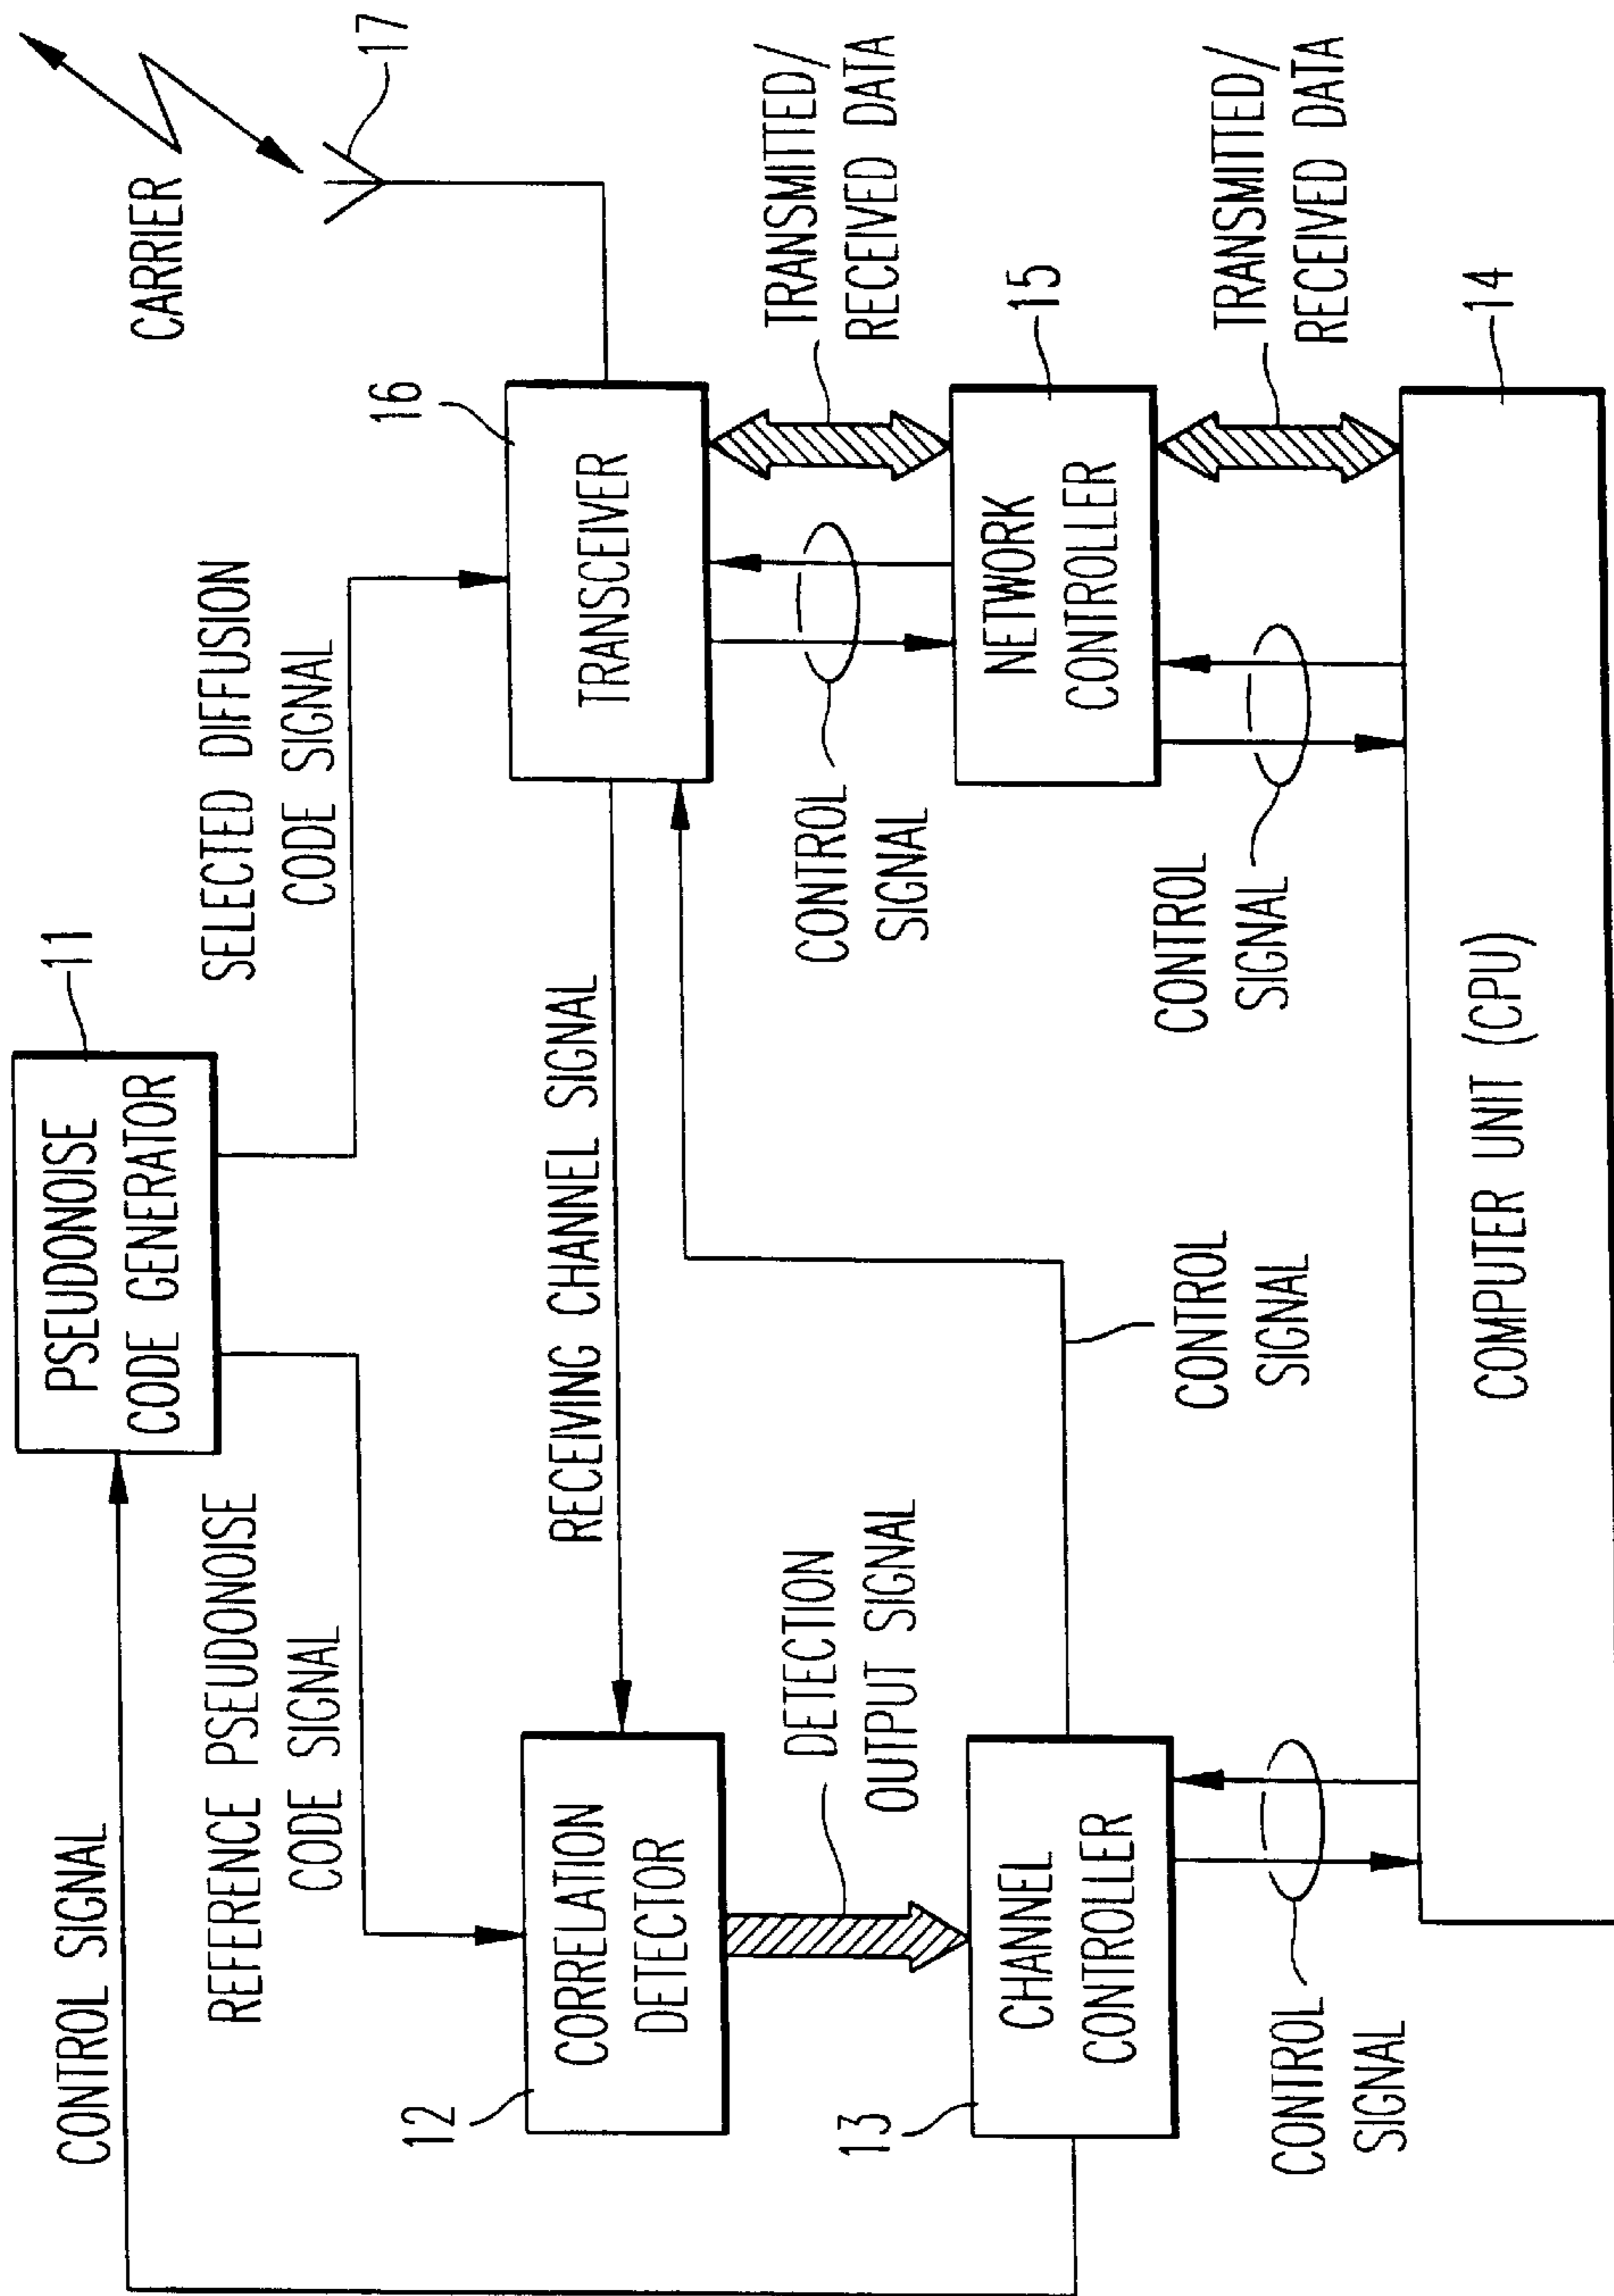 CONTROL SIGNAL
PSEUDONOISE
CODE GENERATOR
11
CARRIER
REFERENCE PSEUDONOISE
CODE SIGNAL
SELECTED DIFFUSION
CODE SIGNAL
17
12
CORRELATION
DETECTOR
RECEIVING CHANNEL SIGNAL
16
TRANSCEIVER
DETECTION
OUTPUT SIGNAL
CONTROL
SIGNAL
TRANSMITTED/
RECEIVED DATA
13
CHANNEL
CONTROLLER
CONTROL
SIGNAL
NETWORK
CONTROLLER
15
CONTROL
SIGNAL
CONTROL
SIGNAL
TRANSMITTED/
RECEIVED DATA
COMPUTER UNIT (CPU)
14